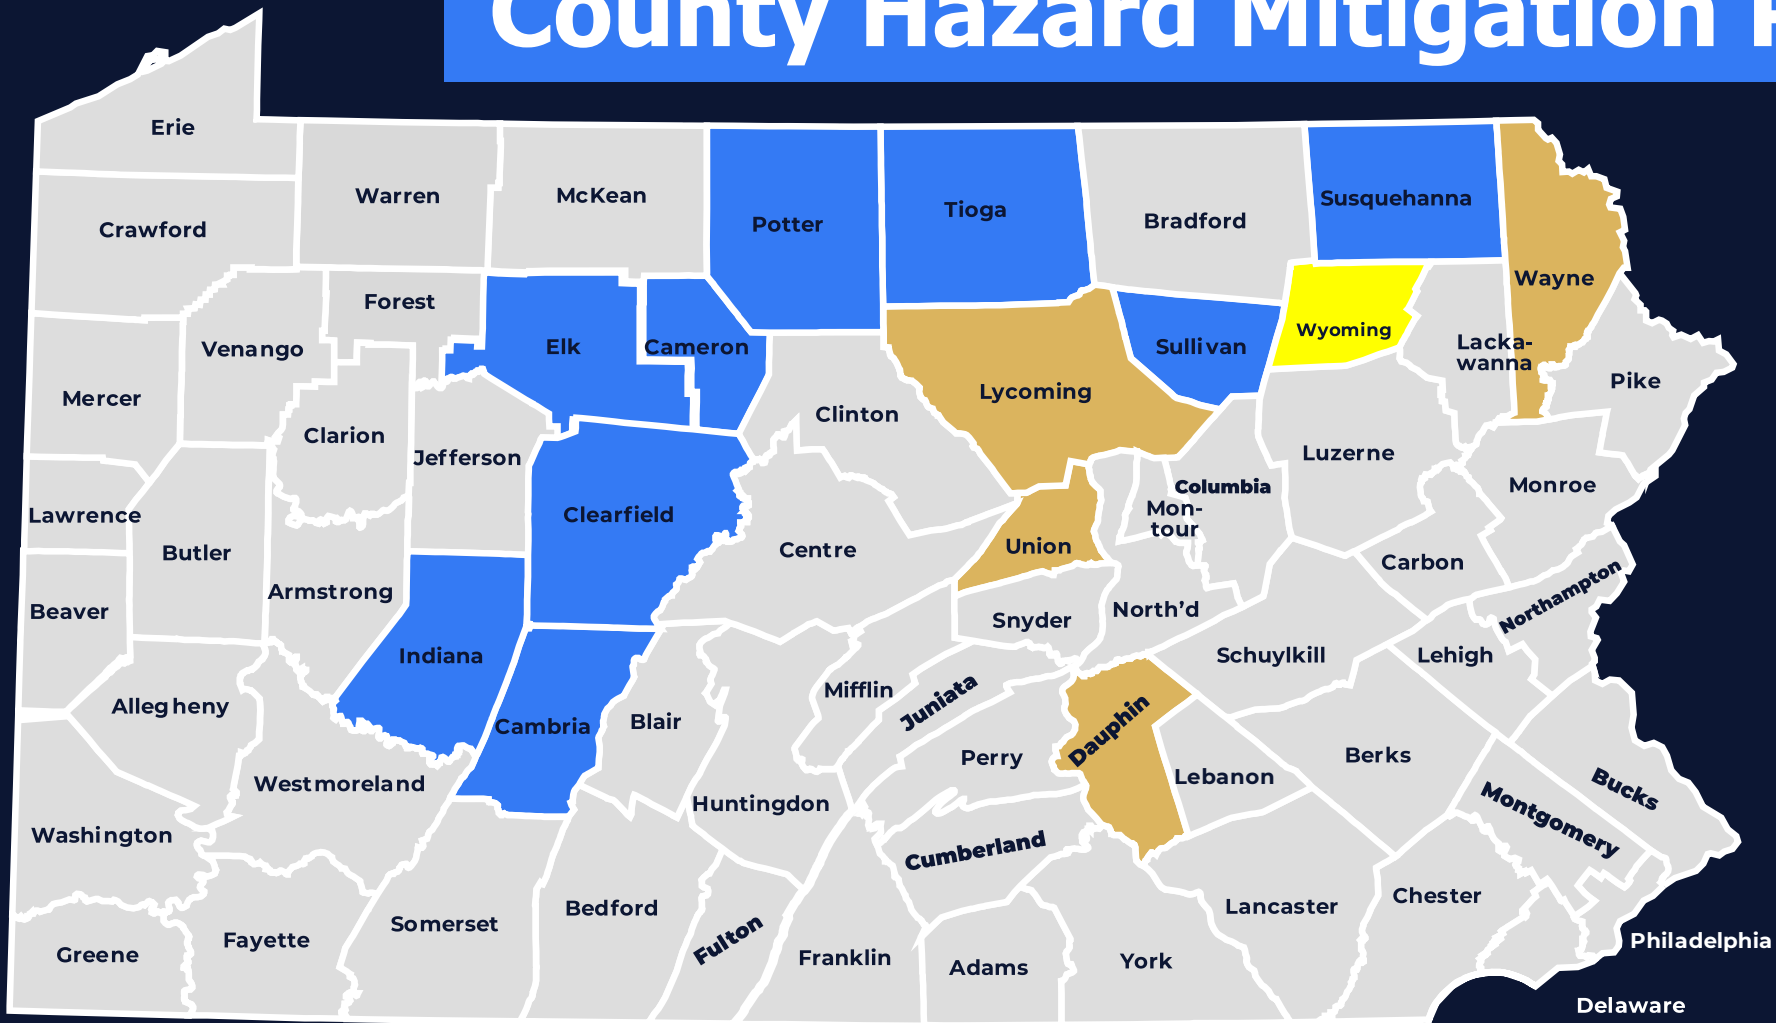 County Hazard Mitigation
Erie
Warren
McKean
Potter
Tioga
Bradford
Susquehanna
Wayne
Crawford
Forest
Venango
Elk
Cameron
Sullivan
Wyoming
Lacka-
wanna
Pike
Mercer
Clarion
Jefferson
Clinton
Lycoming
Luzerne
Monroe
Columbia
Mon-
tour
Lawrence
Butler
Clearfield
Centre
Union
Carbon
Northampton
Armstrong
Beaver
Snyder
North’d
Indiana
Schuylkill
Lehigh
Allegheny
Cambria
Blair
Mifflin
Juniata
Dauphin
Perry
Lebanon
Berks
Bucks
Montgomery
Westmoreland
Huntingdon
Washington
Cumberland
Chester
Lancaster
Bedford
Somerset
Fayette
Greene
Fulton
Franklin
Adams
York
Philadelphia
Delaware